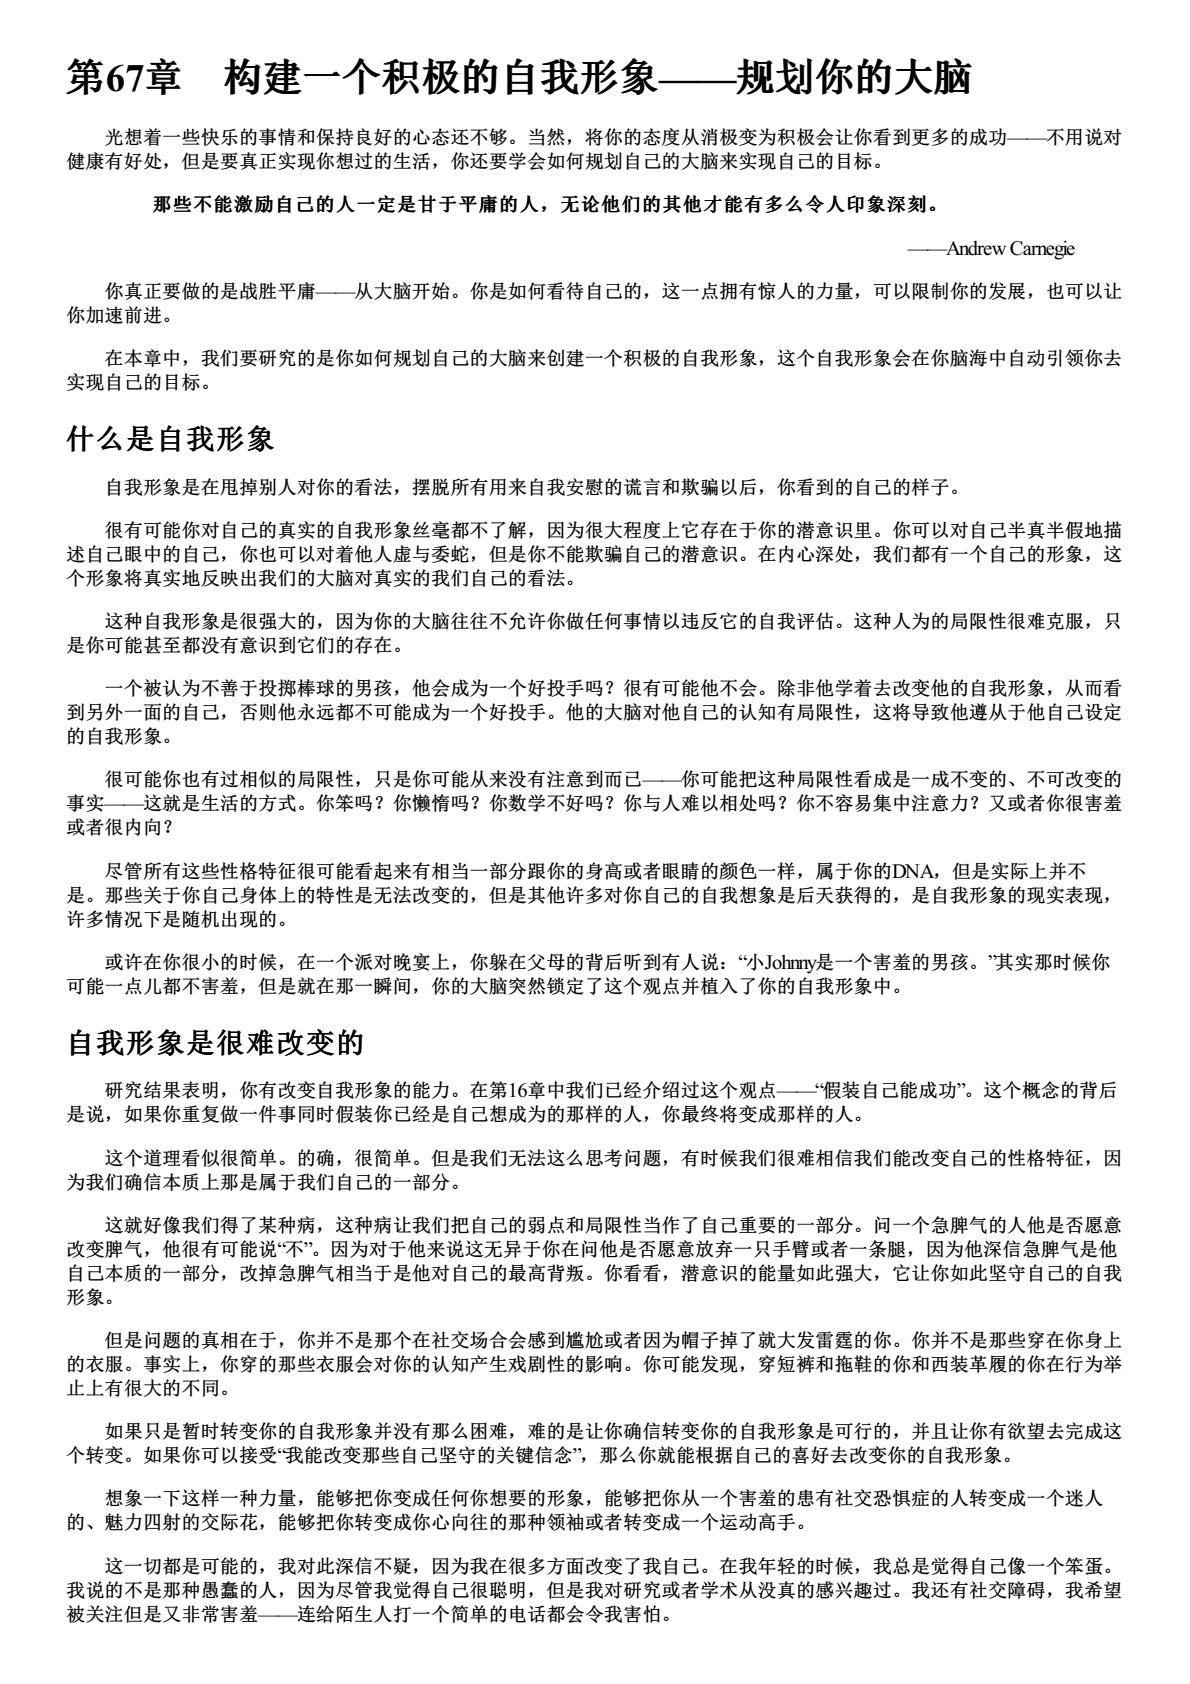 第67章　构建一个积极的自我形象——规划你的大脑
光想着一些快乐的事情和保持良好的心态还不够。当然，将你的态度从消极变为积极会让你看到更多的成功——不用说对
健康有好处，但是要真正实现你想过的生活，你还要学会如何规划自己的大脑来实现自己的目标。
那些不能激励自己的人一定是甘于平庸的人，无论他们的其他才能有多么令人印象深刻。
——Andrew Carnegie
你真正要做的是战胜平庸——从大脑开始。你是如何看待自己的，这一点拥有惊人的力量，可以限制你的发展，也可以让
你加速前进。
在本章中，我们要研究的是你如何规划自己的大脑来创建一个积极的自我形象，这个自我形象会在你脑海中自动引领你去
实现自己的目标。
什么是自我形象
自我形象是在甩掉别人对你的看法，摆脱所有用来自我安慰的谎言和欺骗以后，你看到的自己的样子。
很有可能你对自己的真实的自我形象丝毫都不了解，因为很大程度上它存在于你的潜意识里。你可以对自己半真半假地描
述自己眼中的自己，你也可以对着他人虚与委蛇，但是你不能欺骗自己的潜意识。在内心深处，我们都有一个自己的形象，这
个形象将真实地反映出我们的大脑对真实的我们自己的看法。
这种自我形象是很强大的，因为你的大脑往往不允许你做任何事情以违反它的自我评估。这种人为的局限性很难克服，只
是你可能甚至都没有意识到它们的存在。
一个被认为不善于投掷棒球的男孩，他会成为一个好投手吗？很有可能他不会。除非他学着去改变他的自我形象，从而看
到另外一面的自己，否则他永远都不可能成为一个好投手。他的大脑对他自己的认知有局限性，这将导致他遵从于他自己设定
的自我形象。
很可能你也有过相似的局限性，只是你可能从来没有注意到而已——你可能把这种局限性看成是一成不变的、不可改变的
事实——这就是生活的方式。你笨吗？你懒惰吗？你数学不好吗？你与人难以相处吗？你不容易集中注意力？又或者你很害羞
或者很内向？
尽管所有这些性格特征很可能看起来有相当一部分跟你的身高或者眼睛的颜色一样，属于你的DNA，但是实际上并不
是。那些关于你自己身体上的特性是无法改变的，但是其他许多对你自己的自我想象是后天获得的，是自我形象的现实表现，
许多情况下是随机出现的。
或许在你很小的时候，在一个派对晚宴上，你躲在父母的背后听到有人说：“小Johnny是一个害羞的男孩。”其实那时候你
可能一点儿都不害羞，但是就在那一瞬间，你的大脑突然锁定了这个观点并植入了你的自我形象中。
自我形象是很难改变的
研究结果表明，你有改变自我形象的能力。在第16章中我们已经介绍过这个观点——“假装自己能成功”。这个概念的背后
是说，如果你重复做一件事同时假装你已经是自己想成为的那样的人，你最终将变成那样的人。
这个道理看似很简单。的确，很简单。但是我们无法这么思考问题，有时候我们很难相信我们能改变自己的性格特征，因
为我们确信本质上那是属于我们自己的一部分。
这就好像我们得了某种病，这种病让我们把自己的弱点和局限性当作了自己重要的一部分。问一个急脾气的人他是否愿意
改变脾气，他很有可能说“不”。因为对于他来说这无异于你在问他是否愿意放弃一只手臂或者一条腿，因为他深信急脾气是他
自己本质的一部分，改掉急脾气相当于是他对自己的最高背叛。你看看，潜意识的能量如此强大，它让你如此坚守自己的自我
形象。
但是问题的真相在于，你并不是那个在社交场合会感到尴尬或者因为帽子掉了就大发雷霆的你。你并不是那些穿在你身上
的衣服。事实上，你穿的那些衣服会对你的认知产生戏剧性的影响。你可能发现，穿短裤和拖鞋的你和西装革履的你在行为举
止上有很大的不同。
如果只是暂时转变你的自我形象并没有那么困难，难的是让你确信转变你的自我形象是可行的，并且让你有欲望去完成这
个转变。如果你可以接受“我能改变那些自己坚守的关键信念”，那么你就能根据自己的喜好去改变你的自我形象。
想象一下这样一种力量，能够把你变成任何你想要的形象，能够把你从一个害羞的患有社交恐惧症的人转变成一个迷人
的、魅力四射的交际花，能够把你转变成你心向往的那种领袖或者转变成一个运动高手。
这一切都是可能的，我对此深信不疑，因为我在很多方面改变了我自己。在我年轻的时候，我总是觉得自己像一个笨蛋。
我说的不是那种愚蠢的人，因为尽管我觉得自己很聪明，但是我对研究或者学术从没真的感兴趣过。我还有社交障碍，我希望
被关注但是又非常害羞——连给陌生人打一个简单的电话都会令我害怕。